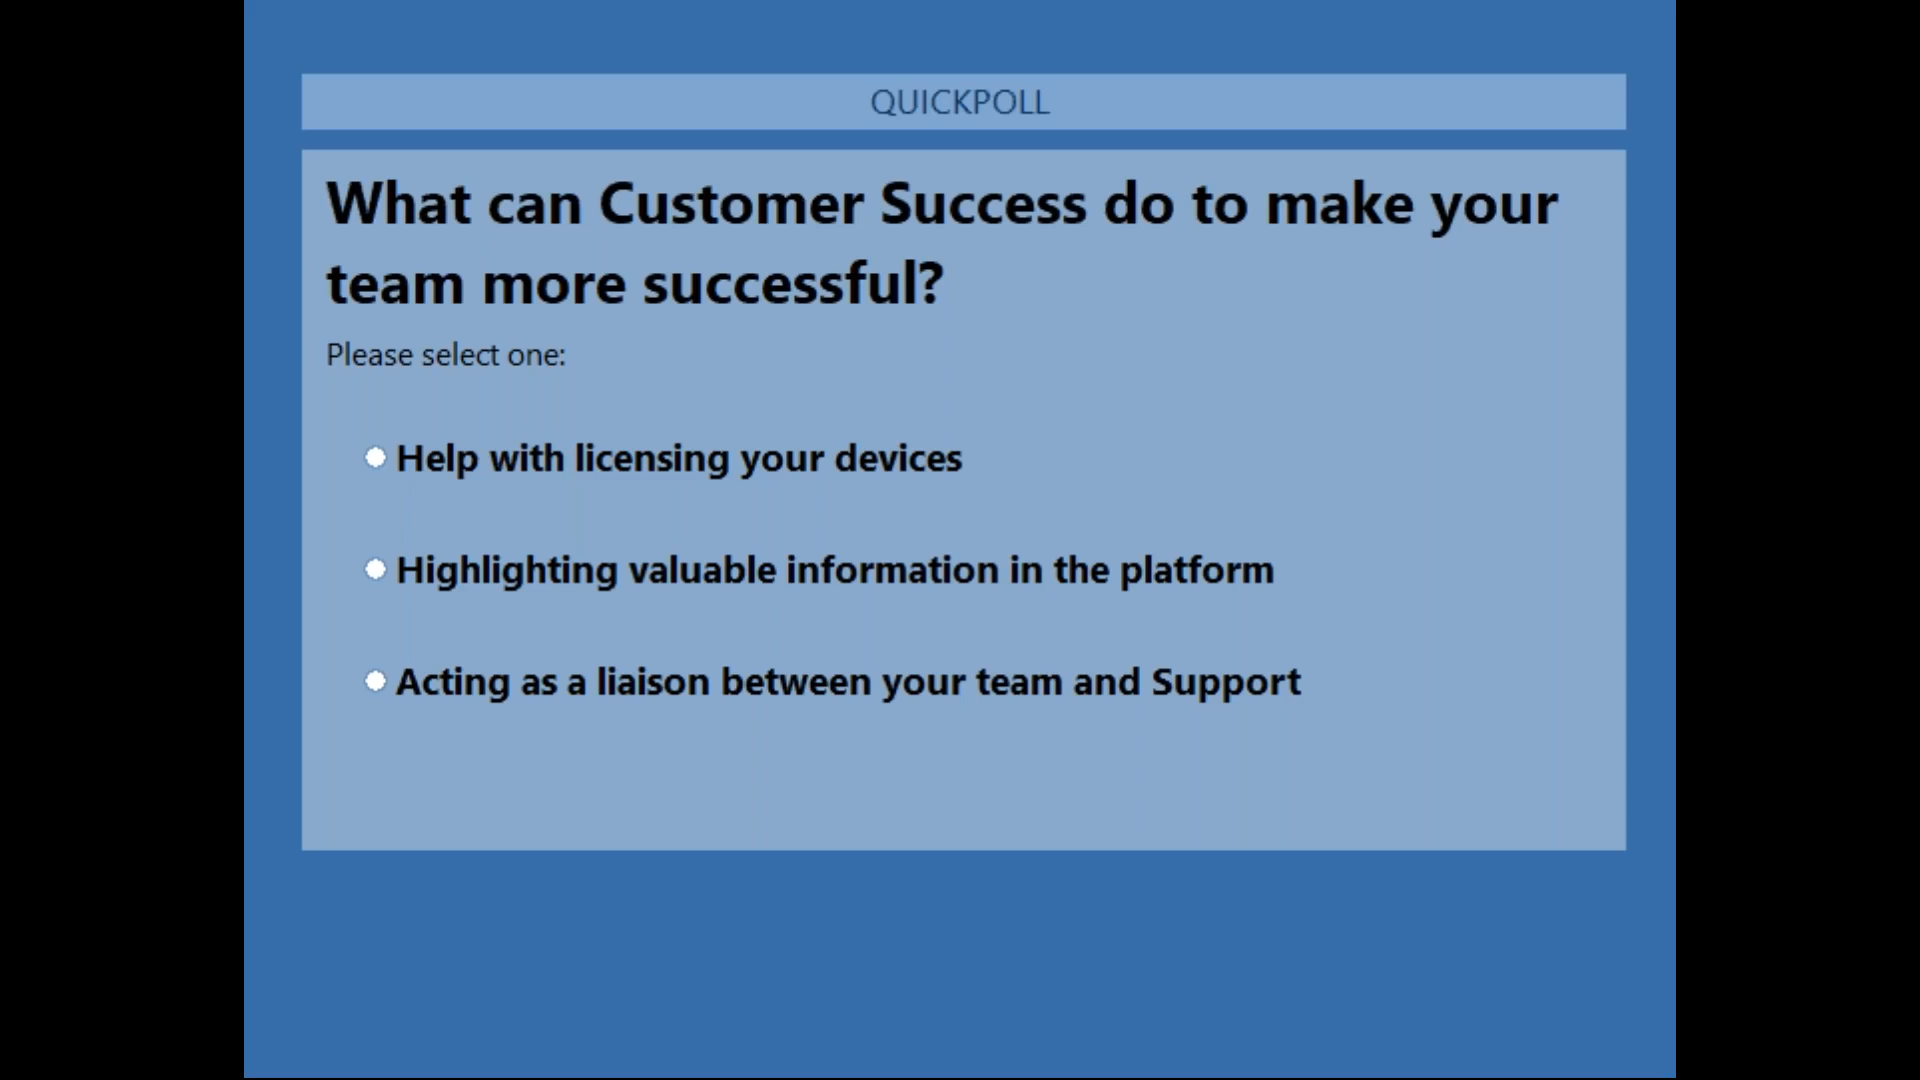 QUICKPOLL
What can Customer Success do to make your
team more successful?
Please select one:
Help with licensing your devices
Highlighting valuable information in the platform
Acting as a liaison between your team and Support